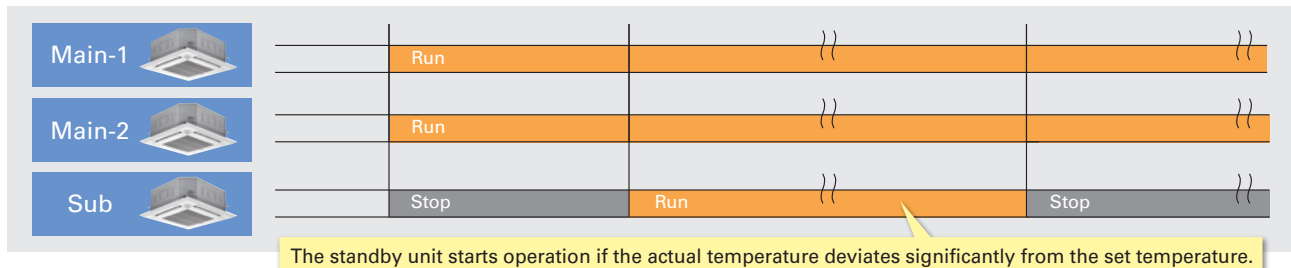 Main-1
Run
Main-2
Run
Sub
Stop
Run
Stop
The standby unit starts operation if the actual temperature deviates significantly from the set temperature.